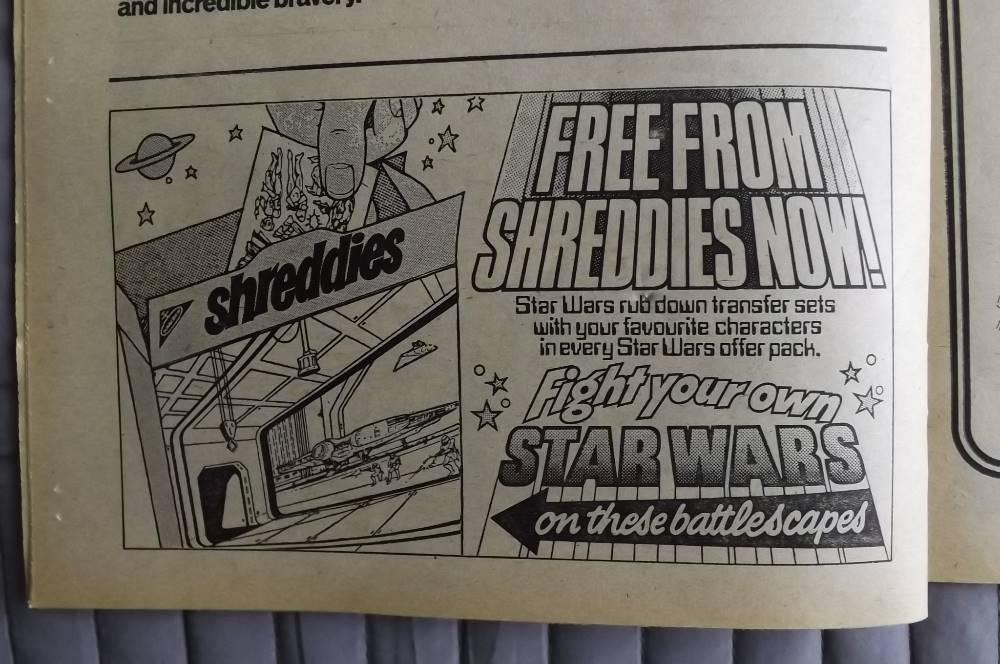 and incredible bravery.
shreddies
FREE FROM
SHREDDIES NOW!
Star Wars rub down transfer sets
with your favourite characters
in every Star Wars offer pack.
Fight your own
STAR WARS
on these battlescapes